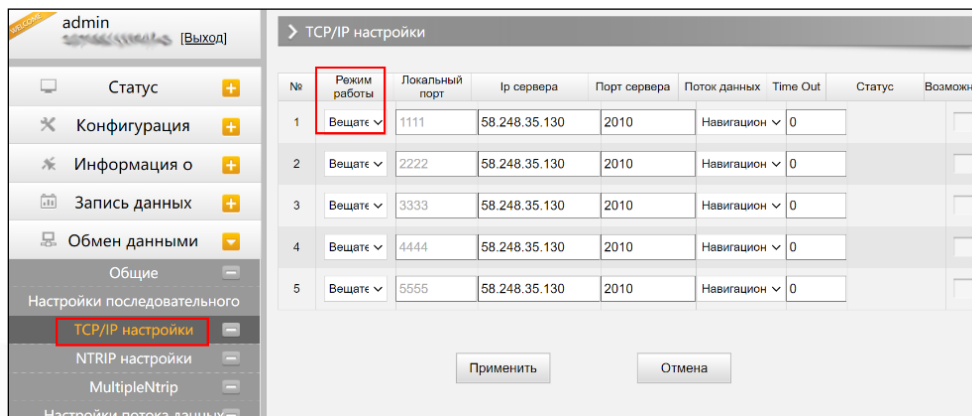 WELCOME
admin
[Выход]
Статус
Конфигурация
Информация о
Запись данных
Обмен данными
Общие
Настройки последовательного
TCP/IP настройки
NTRIP настройки
MultipleNtrip
Настройки потока данных
TCP/IP настройки
№ Режим работы Локальный порт Ip сервера Порт сервера Поток данных Time Out Статус Возможн
1 Вещате 1111 58.248.35.130 2010 Навигацион 0
2 Вещате 2222 58.248.35.130 2010 Навигацион 0
3 Вещате 3333 58.248.35.130 2010 Навигацион 0
4 Вещате 4444 58.248.35.130 2010 Навигацион 0
5 Вещате 5555 58.248.35.130 2010 Навигацион 0
Применить Отмена